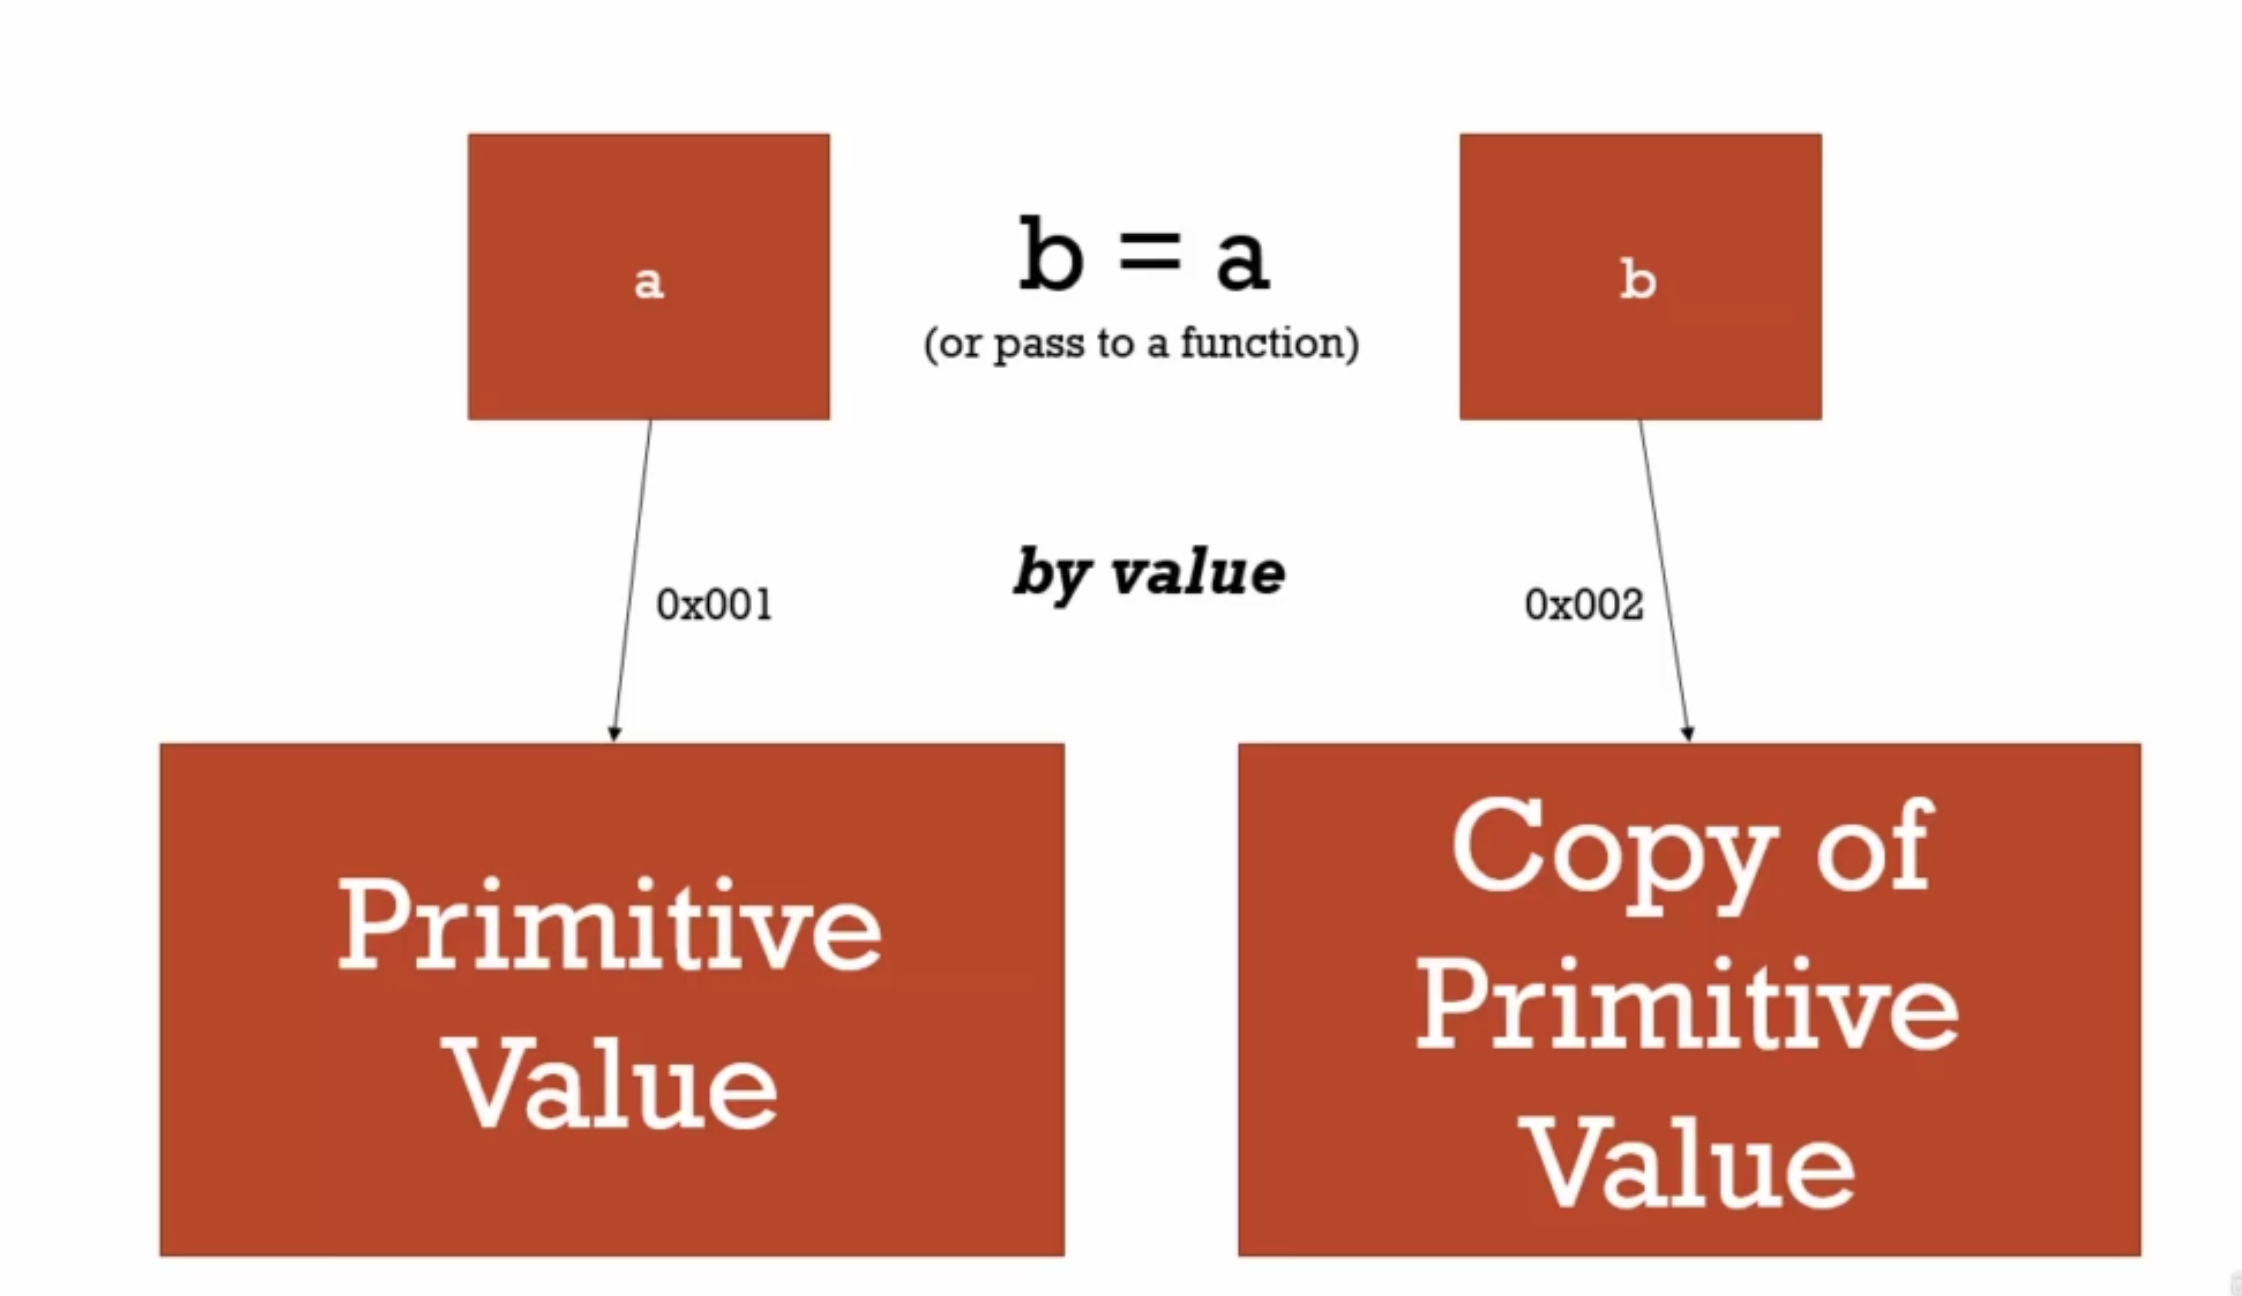 a
b = a
(or pass to a function)
b
by value
0x001
0x002
Primitive
Value
Copy of
Primitive
Value